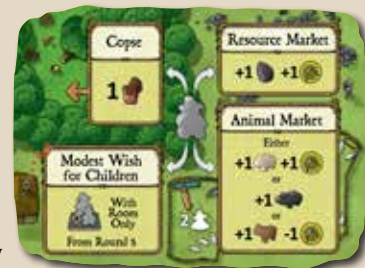 Copse
1
Resource Market
+1 +1
Animal Market
Either
+1 +1
or
+1
or
+1 -1
Modest Wish
for Children
With
Room
Only
From Round 5
2